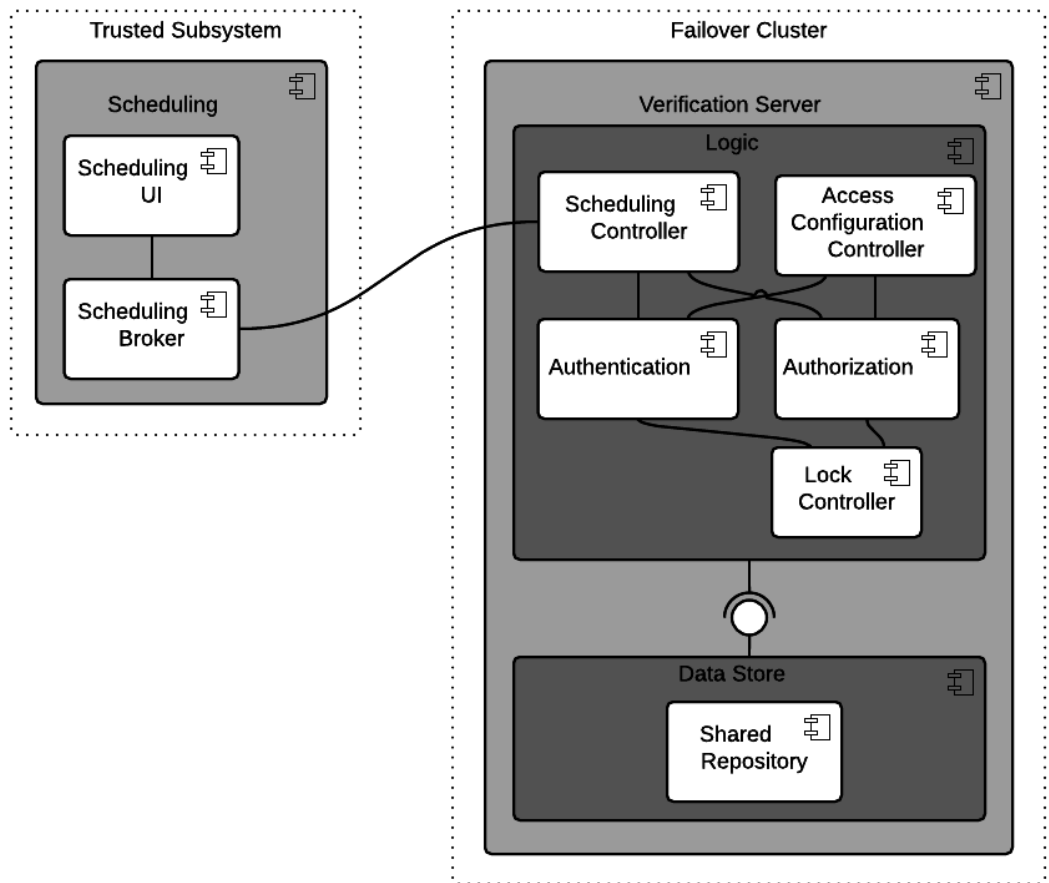 Trusted Subsystem
Scheduling
Scheduling
UI
Scheduling
Broker
Failover Cluster
Verification Server
Logic
Scheduling
Controller
Access
Configuration
Controller
Authentication
Authorization
Lock
Controller
Data Store
Shared
Repository